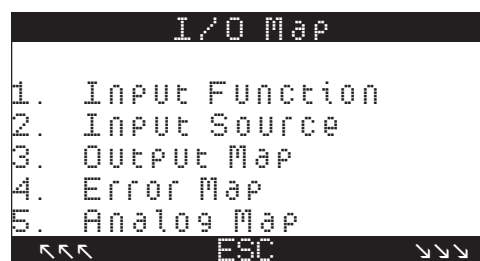 I/O Map
1. Input Function
2. Input Source
3. Output Map
4. Error Map
5. Analog Map
↖↖↖ ESC ↘↘↘